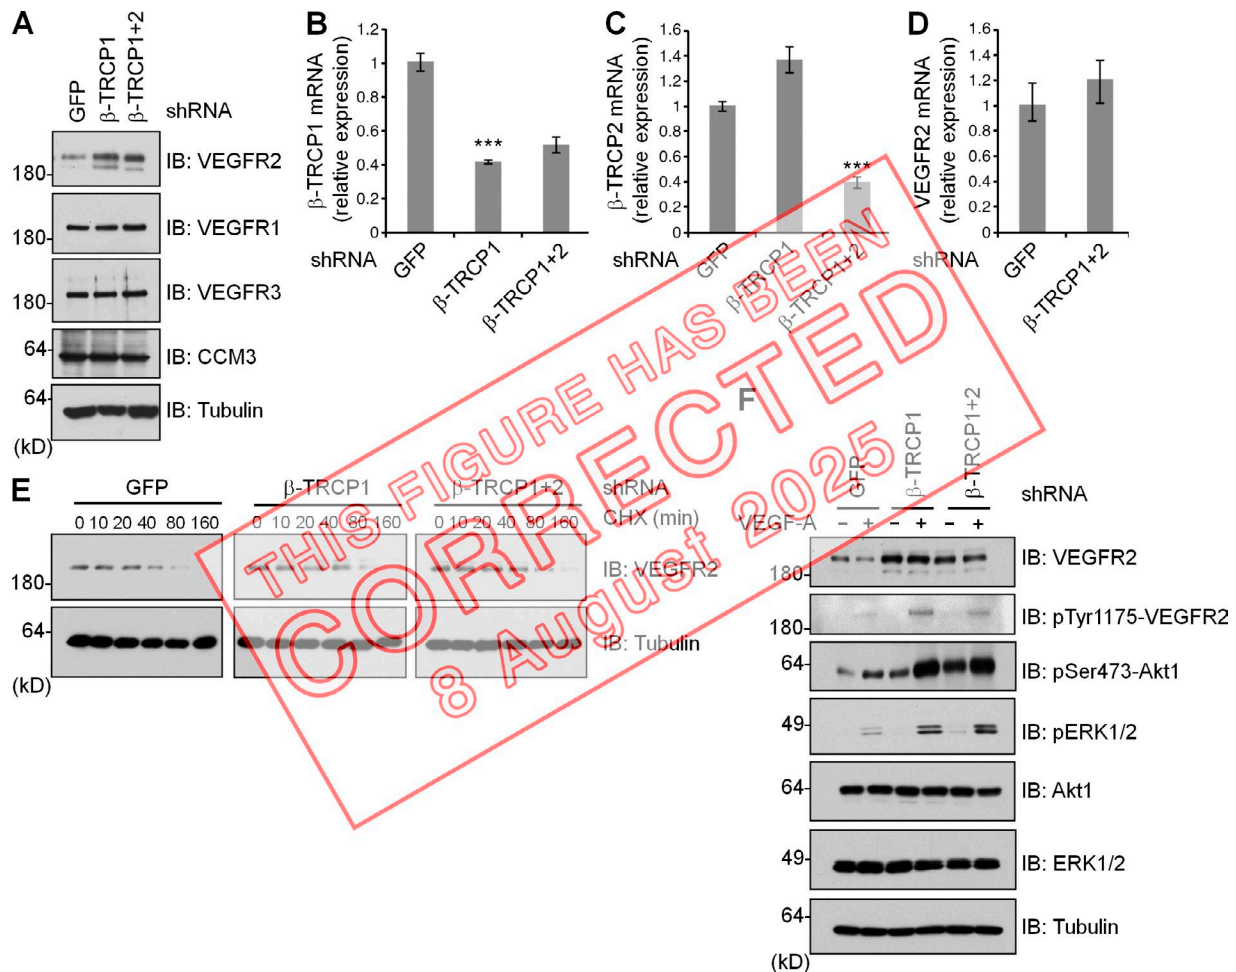 A
GFP
β-TRCP1
β-TRCP1+2
shRNA
IB: VEGFR2
180
IB: VEGFR1
180
IB: VEGFR3
180
IB: CCM3
64
IB: Tubulin
64
(kD)
B
β-TRCP1 mRNA
(relative expression)
1.2
1
0.8
0.6
0.4
0.2
0
***
shRNA
GFP
β-TRCP1
β-TRCP1+2
C
β-TRCP2 mRNA
(relative expression)
1.6
1.4
1.2
1
0.8
0.6
0.4
0.2
0
***
shRNA
GFP
β-TRCP1
β-TRCP1+2
D
VEGFR2 mRNA
(relative expression)
1.6
1.4
1.2
1
0.8
0.6
0.4
0.2
0
shRNA
GFP
β-TRCP1+2
E
GFP
β-TRCP1
β-TRCP1+2
shRNA
0 10 20 40 80 160
0 10 20 40 80 160
0 10 20 40 80 160
CHX (min)
IB: VEGFR2
180
IB: Tubulin
64
(kD)
F
GFP
β-TRCP1
β-TRCP1+2
shRNA
VEGF-A
- + - + - +
IB: VEGFR2
180
IB: pTyr1175-VEGFR2
180
IB: pSer473-Akt1
64
IB: pERK1/2
49
IB: Akt1
64
IB: ERK1/2
49
IB: Tubulin
64
(kD)
THIS FIGURE HAS BEEN
CORRECTED
8 August 2025